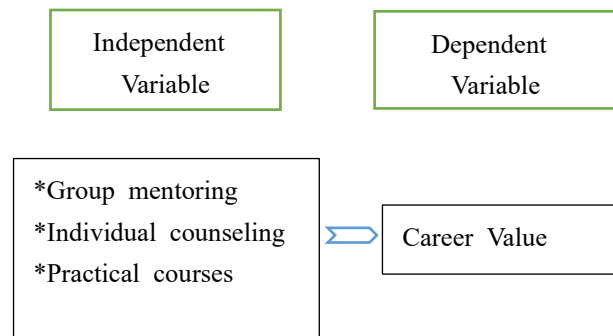 Independent
Variable
Dependent
Variable
*Group mentoring
*Individual counseling
*Practical courses
Career Value